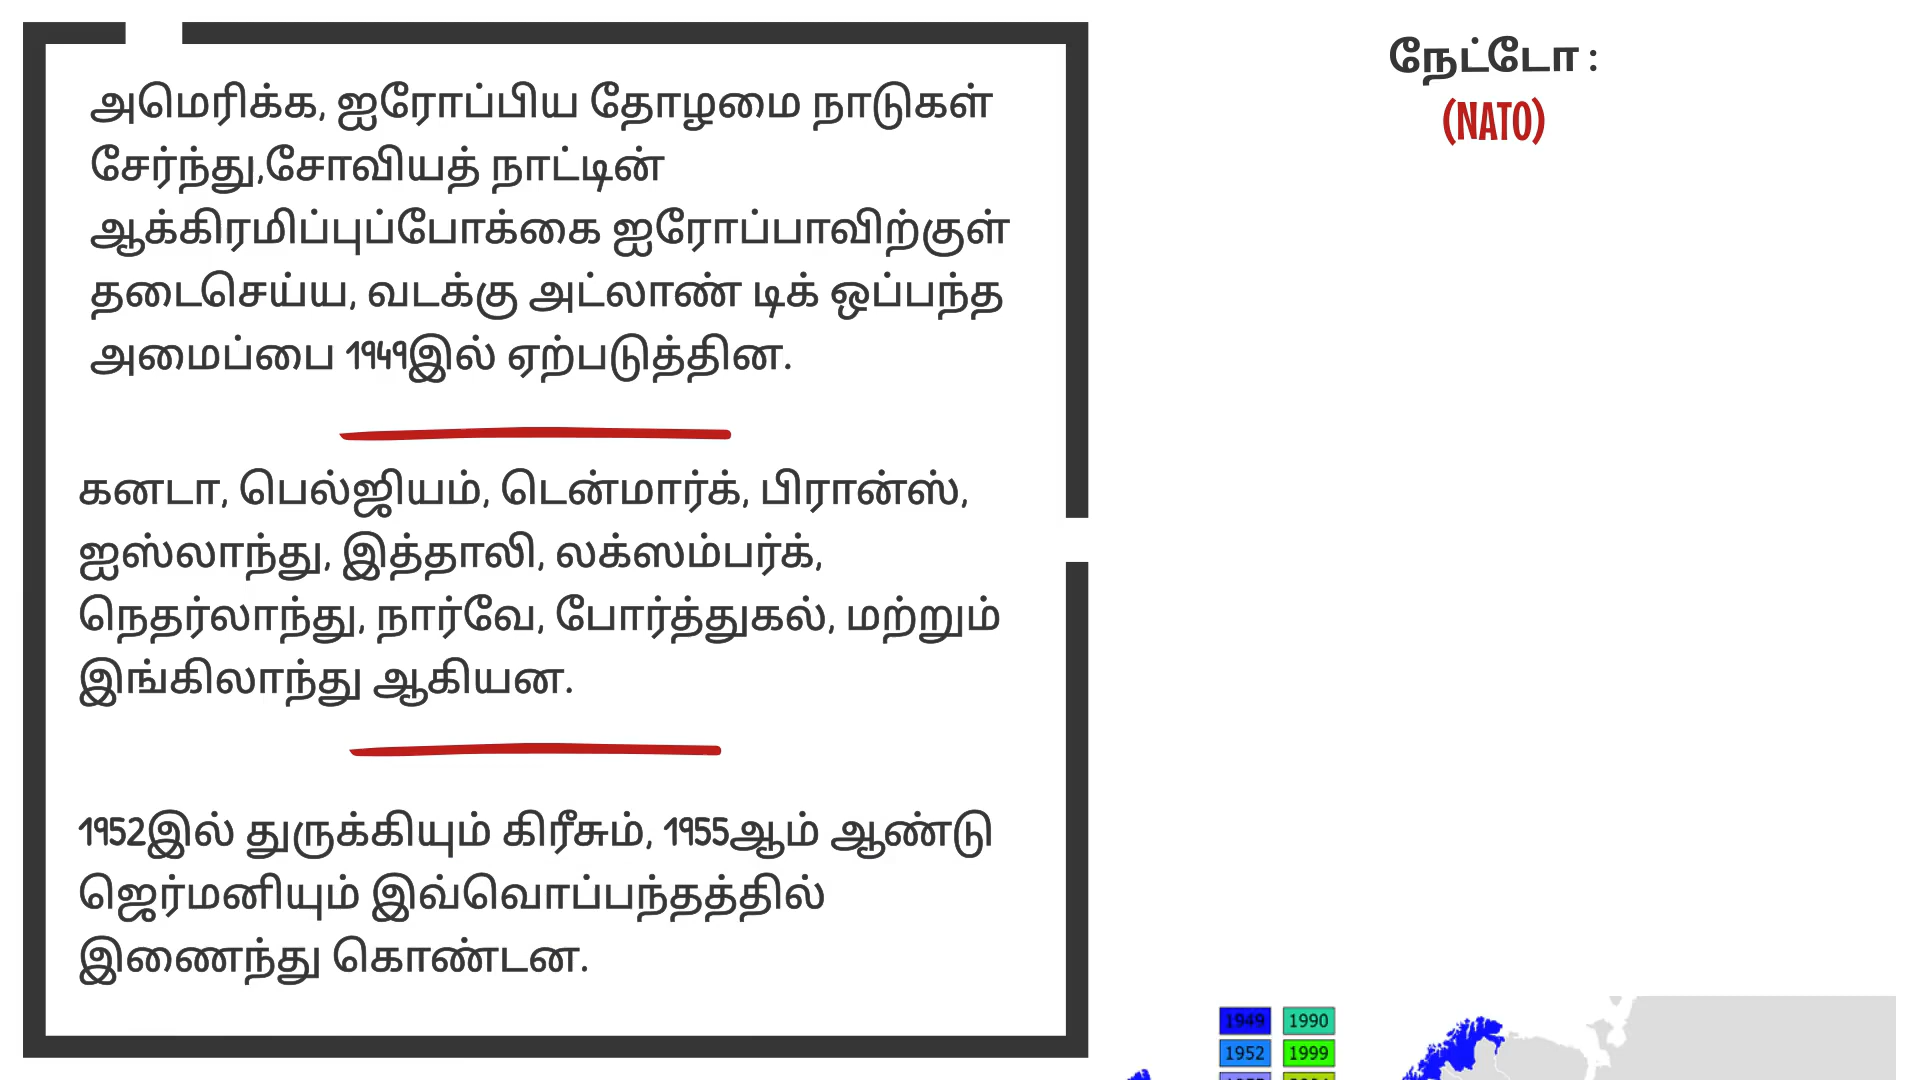 அமெரிக்க, ஐரோப்பிய தோழமை நாடுகள்
சேர்ந்து,சோவியத் நாட்டின்
ஆக்கிரமிப்புப்போக்கை ஐரோப்பாவிற்குள்
தடைசெய்ய, வடக்கு அட்லாண் டிக் ஒப்பந்த
அமைப்பை 1949இல் ஏற்படுத்தின.
கனடா, பெல்ஜியம், டென்மார்க், பிரான்ஸ்,
ஐஸ்லாந்து, இத்தாலி, லக்ஸம்பர்க்,
நெதர்லாந்து, நார்வே, போர்த்துகல், மற்றும்
இங்கிலாந்து ஆகியன.
1952இல் துருக்கியும் கிரீசும், 1955ஆம் ஆண்டு
ஜெர்மனியும் இவ்வொப்பந்தத்தில்
இணைந்து கொண்டன.
நேட்டோ :
(NATO)
1949 1990
1952 1999